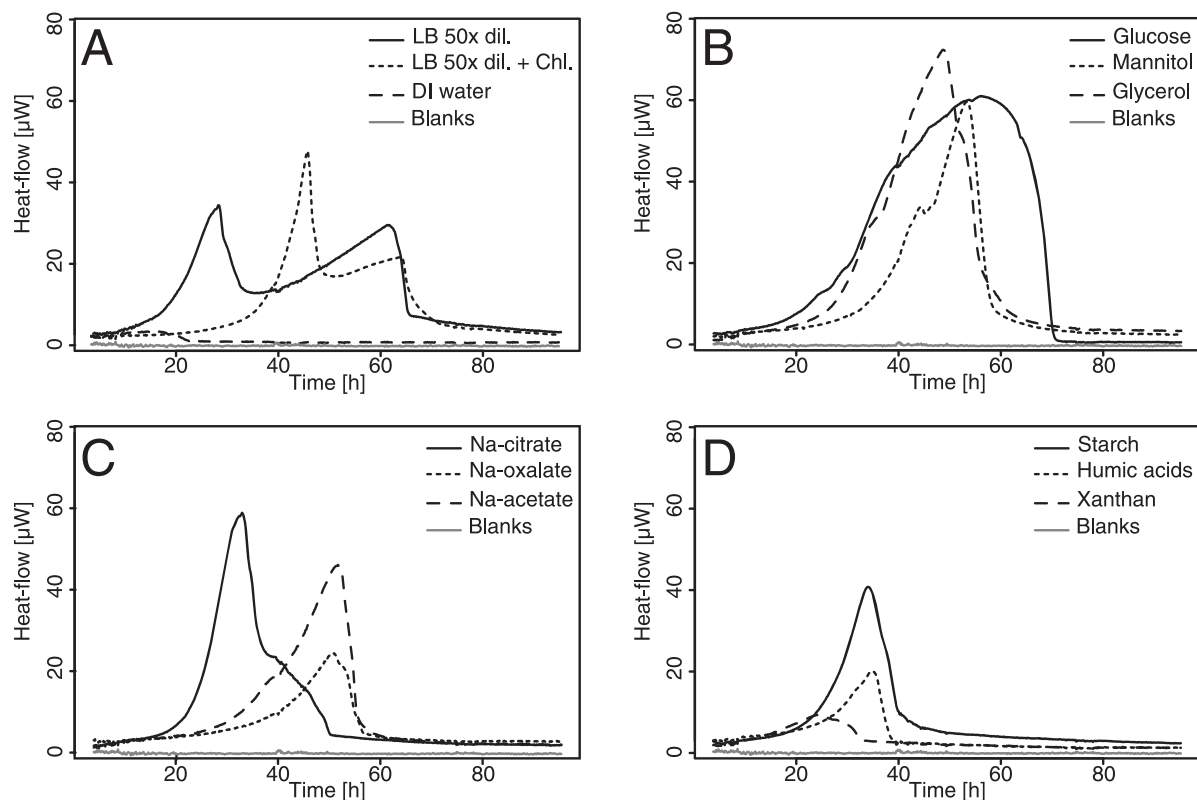 A
80
60
40
20
0
Heat-flow [µW]
LB 50x dil.
LB 50x dil. + Chl.
DI water
Blanks
20
40
60
80
Time [h]
B
80
60
40
20
0
Heat-flow [µW]
Glucose
Mannitol
Glycerol
Blanks
20
40
60
80
Time [h]
C
80
60
40
20
0
Heat-flow [µW]
Na-citrate
Na-oxalate
Na-acetate
Blanks
20
40
60
80
Time [h]
D
80
60
40
20
0
Heat-flow [µW]
Starch
Humic acids
Xanthan
Blanks
20
40
60
80
Time [h]